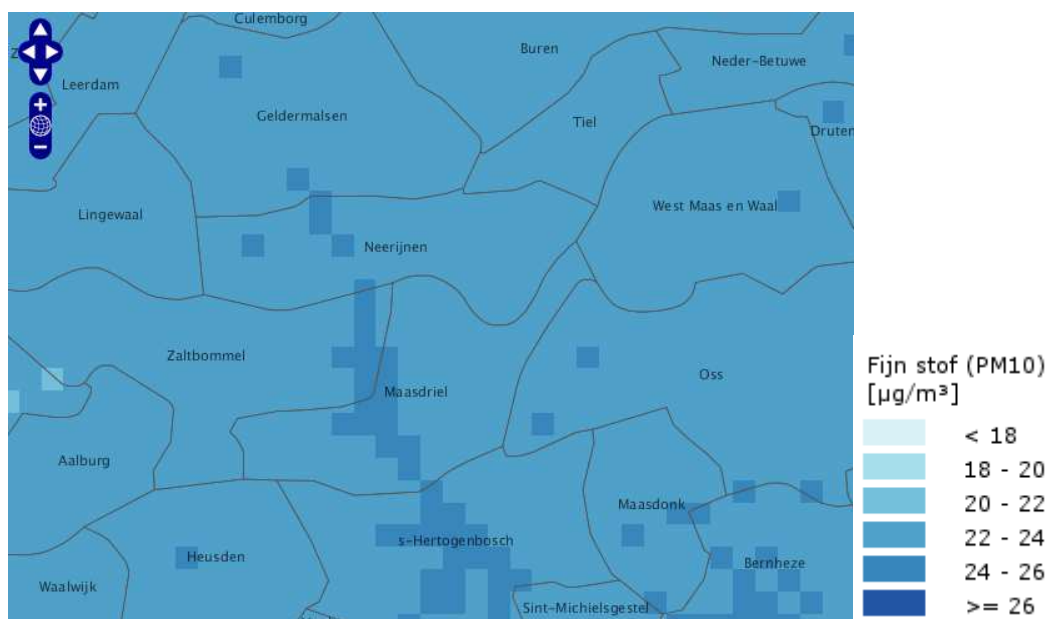 Culemborg
Z
Buren
Neder-Betuwe
Leerdam
Geldermalsen
Tiel
Druten
Lingewaal
West Maas en Waal
Neerijnen
Zaltbommel
Oss
Maasdriel
Aalburg
Maasdonk
s-Hertogenbosch
Heusden
Bernheze
Waalwijk
Sint-Michielsgestel
Fijn stof (PM10)
[µg/m³]
< 18
18 - 20
20 - 22
22 - 24
24 - 26
>= 26